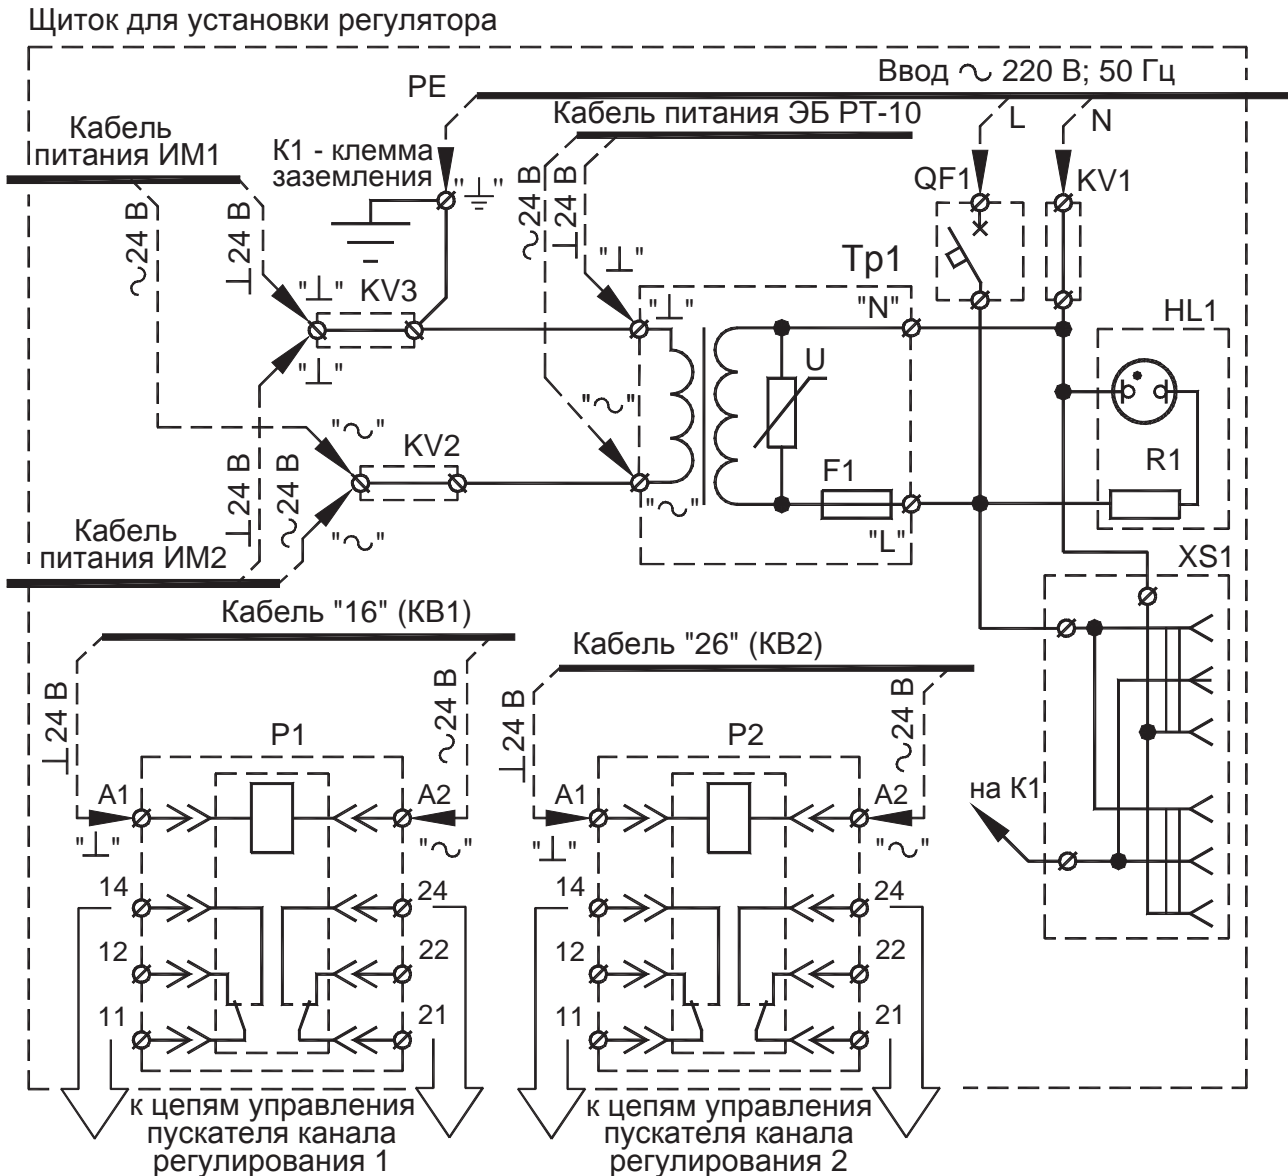 Щиток для установки регулятора
Ввод ~ 220 В; 50 Гц
PE
Кабель питания ЭБ РТ-10
L
N
Кабель
питания ИМ1
К1 - клемма
заземления
"⏚"
~24 В
⊥24 В
~24 В
⊥24 В
QF1
KV1
"⊥"
KV3
"⊥"
"⊥"
Тр1
"N"
HL1
"⊥"
U
"~"
"~"
KV2
F1
R1
⊥24 В
~24 В
"~"
"~"
"L"
Кабель
питания ИМ2
XS1
Кабель "16" (КВ1)
Кабель "26" (КВ2)
⊥24 В
~24 В
⊥24 В
~24 В
P1
P2
на К1
A1
A2
A1
A2
"⊥"
"~"
"⊥"
"~"
14
24
14
24
12
22
12
22
11
21
11
21
к цепям управления
пускателя канала
регулирования 1
к цепям управления
пускателя канала
регулирования 2